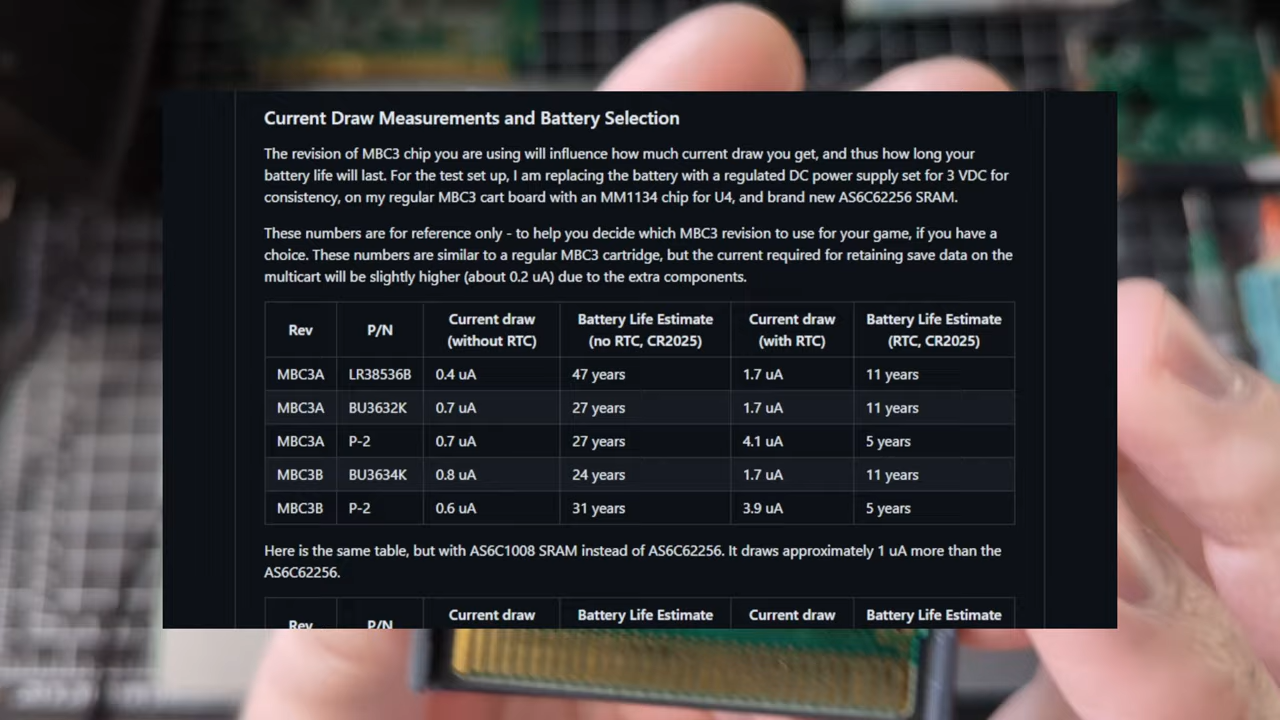 Current Draw Measurements and Battery Selection
The revision of MBC3 chip you are using will influence how much current draw you get, and thus how long your
battery life will last. For the test set up, I am replacing the battery with a regulated DC power supply set for 3 VDC for
consistency, on my regular MBC3 cart board with an MM1134 chip for U4, and brand new AS6C62256 SRAM.
These numbers are for reference only - to help you decide which MBC3 revision to use for your game, if you have a
choice. These numbers are similar to a regular MBC3 cartridge, but the current required for retaining save data on the
multicart will be slightly higher (about 0.2 uA) due to the extra components.
Rev P/N Current draw (without RTC) Battery Life Estimate (no RTC, CR2025) Current draw (with RTC) Battery Life Estimate (RTC, CR2025)
MBC3A LR38536B 0.4 uA 47 years 1.7 uA 11 years
MBC3A BU3632K 0.7 uA 27 years 1.7 uA 11 years
MBC3A P-2 0.7 uA 27 years 4.1 uA 5 years
MBC3B BU3634K 0.8 uA 24 years 1.7 uA 11 years
MBC3B P-2 0.6 uA 31 years 3.9 uA 5 years
Here is the same table, but with AS6C1008 SRAM instead of AS6C62256. It draws approximately 1 uA more than the
AS6C62256.
Rev P/N Current draw Battery Life Estimate Current draw Battery Life Estimate